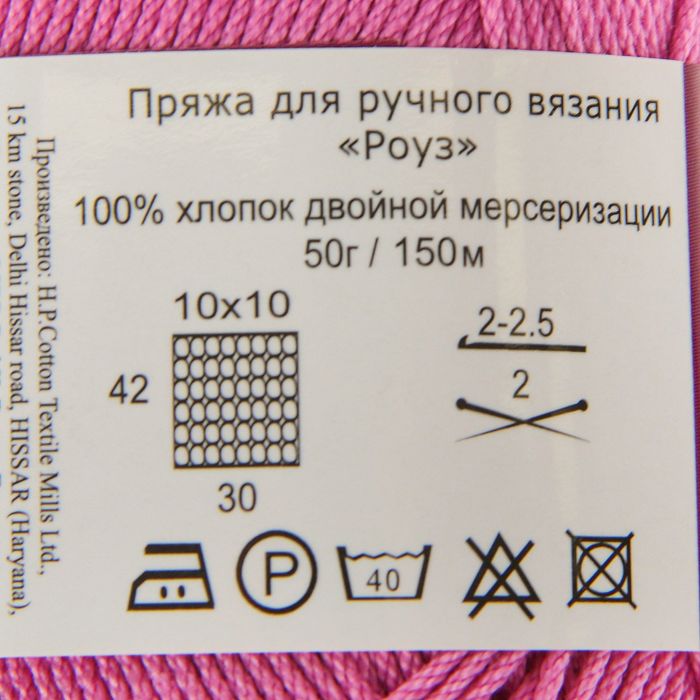 Пряжа для ручного вязания
«Роуз»
100% хлопок двойной мерсеризации
50г / 150м
10x10
42
30
2-2.5
2
P
40
Произведено: H.P.Cotton Textile Mills Ltd.,
15 km stone, Delhi Hissar road, HISSAR (Haryana),